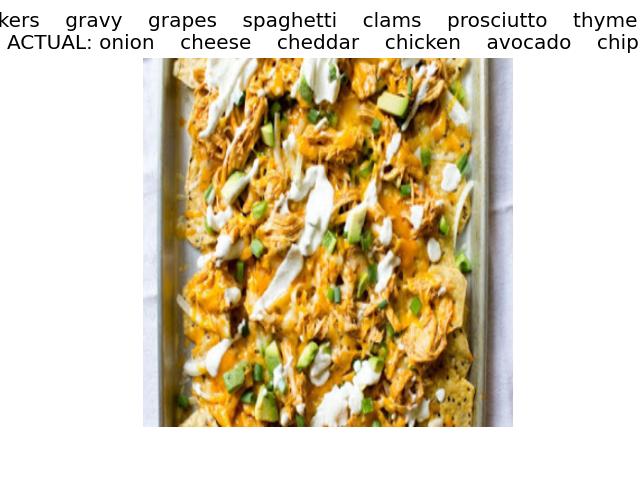 kers gravy grapes spaghetti clams prosciutto thyme
ACTUAL: onion cheese cheddar chicken avocado chip